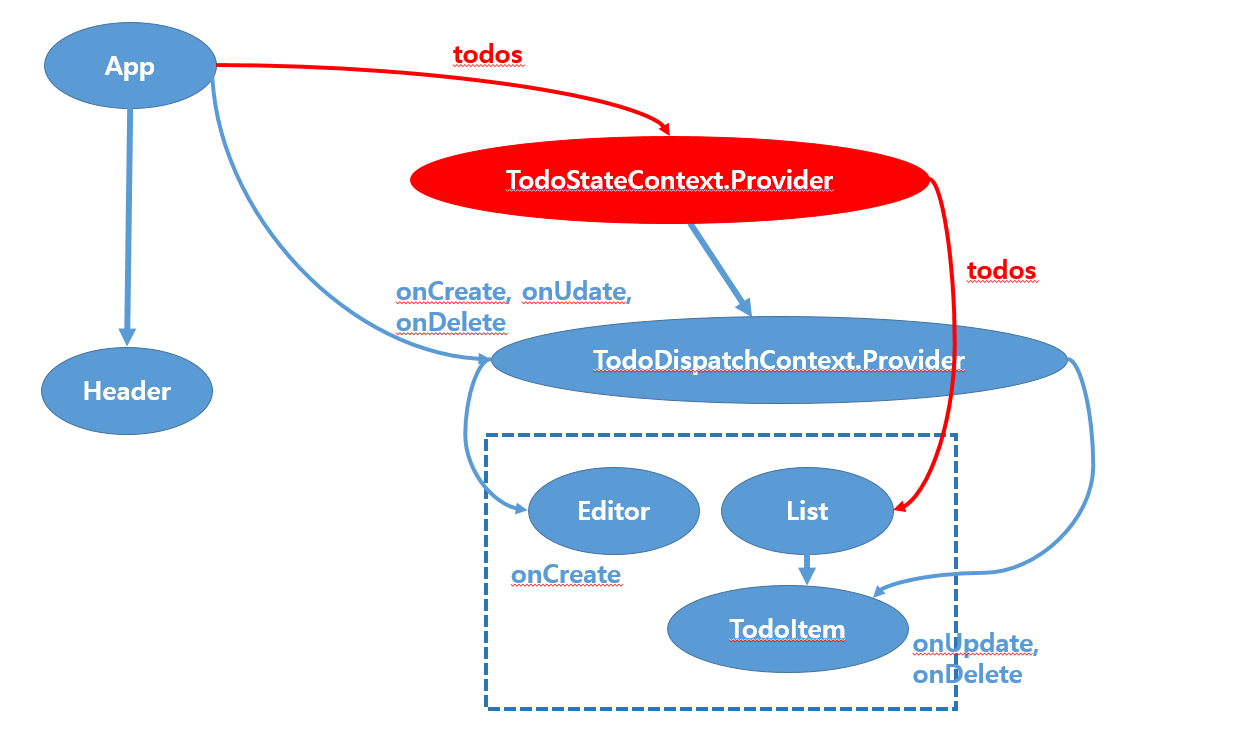 App
todos
TodoStateContext.Provider
todos
onCreate, onUdate,
onDelete
TodoDispatchContext.Provider
Header
Editor
List
onCreate
TodoItem
onUpdate,
onDelete